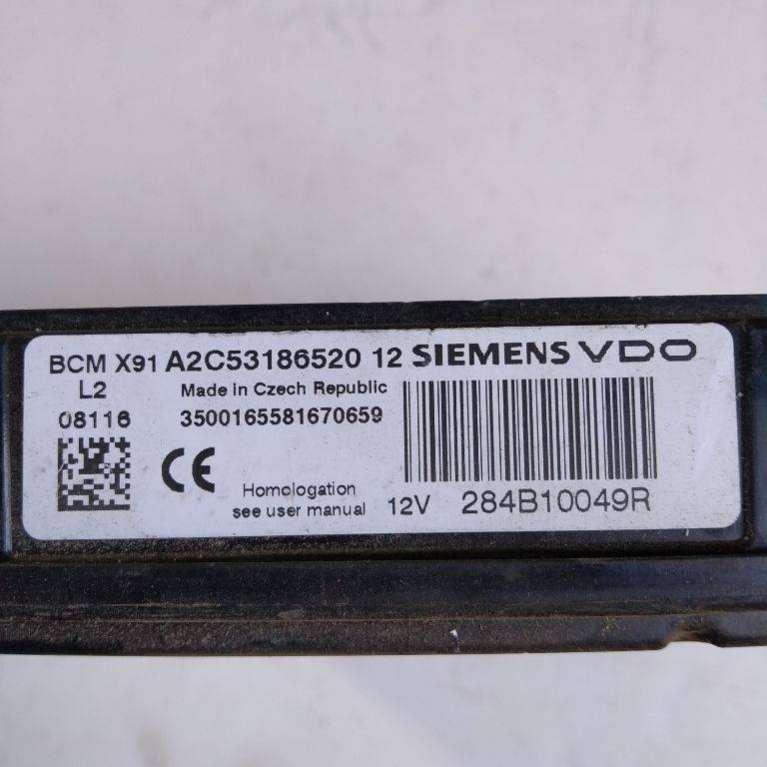 BCM X91 A2C53186520 12 SIEMENS VDO
L2 Made in Czech Republic
08116 3500165581670659
CE
Homologation
see user manual 12V 284B10049R